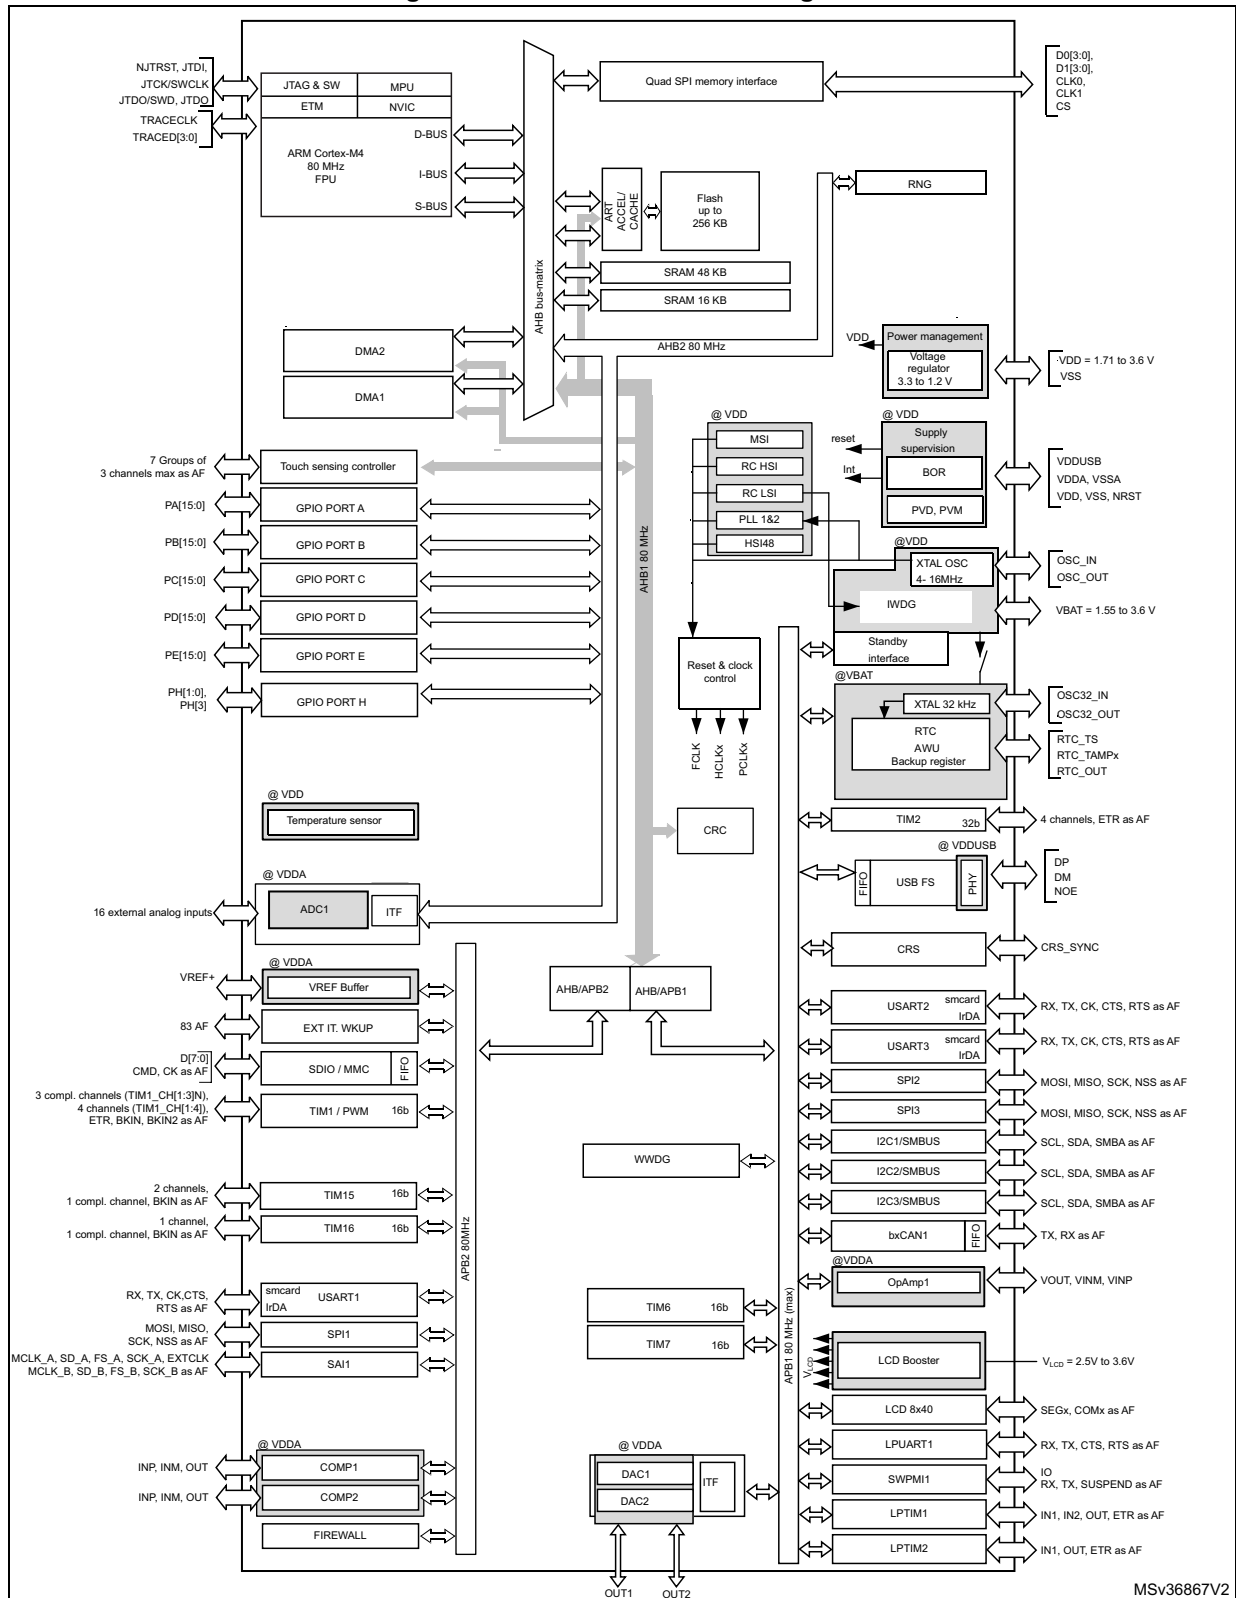 NJTRST, JTDI,
JTCK/SWCLK
JTDO/SWD, JTDO
TRACECLK
TRACED[3:0]
JTAG & SW
MPU
ETM
NVIC
ARM Cortex-M4
80 MHz
FPU
D-BUS
I-BUS
S-BUS
AHB bus-matrix
Quad SPI memory interface
D0[3:0],
D1[3:0],
CLK0,
CLK1
CS
ART
ACCEL/
CACHE
Flash
up to
256 KB
RNG
SRAM 48 KB
SRAM 16 KB
AHB2 80 MHz
DMA2
DMA1
VDD
Power management
Voltage
regulator
3.3 to 1.2 V
VDD = 1.71 to 3.6 V
VSS
@ VDD
MSI
RC HSI
RC LSI
PLL 1&2
HSI48
@ VDD
reset
Int
Supply
supervision
BOR
PVD, PVM
VDDUSB
VDDA, VSSA
VDD, VSS, NRST
7 Groups of
3 channels max as AF
Touch sensing controller
PA[15:0]
GPIO PORT A
PB[15:0]
GPIO PORT B
PC[15:0]
GPIO PORT C
PD[15:0]
GPIO PORT D
PE[15:0]
GPIO PORT E
PH[1:0],
PH[3]
GPIO PORT H
AHB1 80 MHz
@VDD
XTAL OSC
4- 16MHz
IWDG
OSC_IN
OSC_OUT
VBAT = 1.55 to 3.6 V
Standby
interface
Reset & clock
control
FCLK
HCLKx
PCLKx
@VBAT
XTAL 32 kHz
RTC
AWU
Backup register
OSC32_IN
OSC32_OUT
RTC_TS
RTC_TAMPx
RTC_OUT
@ VDD
Temperature sensor
CRC
TIM2
32b
4 channels, ETR as AF
@ VDDUSB
FIFO
USB FS
PHY
DP
DM
NOE
@ VDDA
16 external analog inputs
ADC1
ITF
CRS
CRS_SYNC
@ VDDA
VREF+
VREF Buffer
AHB/APB2
AHB/APB1
83 AF
EXT IT. WKUP
D[7:0]
CMD, CK as AF
SDIO / MMC
FIFO
3 compl. channels (TIM1_CH[1:3]N),
4 channels (TIM1_CH[1:4]),
ETR, BKIN, BKIN2 as AF
TIM1 / PWM
16b
USART2
smcard
IrDA
RX, TX, CK, CTS, RTS as AF
USART3
smcard
IrDA
RX, TX, CK, CTS, RTS as AF
SPI2
MOSI, MISO, SCK, NSS as AF
SPI3
MOSI, MISO, SCK, NSS as AF
I2C1/SMBUS
SCL, SDA, SMBA as AF
I2C2/SMBUS
SCL, SDA, SMBA as AF
I2C3/SMBUS
SCL, SDA, SMBA as AF
WWDG
bxCAN1
FIFO
TX, RX as AF
2 channels,
1 compl. channel, BKIN as AF
TIM15
16b
1 channel,
1 compl. channel, BKIN as AF
TIM16
16b
APB2 80MHz
@VDDA
OpAmp1
VOUT, VINM, VINP
RX, TX, CK,CTS,
RTS as AF
smcard
IrDA
USART1
MOSI, MISO,
SCK, NSS as AF
SPI1
MCLK_A, SD_A, FS_A, SCK_A, EXTCLK
MCLK_B, SD_B, FS_B, SCK_B as AF
SAI1
TIM6
16b
TIM7
16b
APB1 80 MHz (max)
VLCD
LCD Booster
VLCD = 2.5V to 3.6V
LCD 8x40
SEGx, COMx as AF
LPUART1
RX, TX, CTS, RTS as AF
SWPMI1
IO
RX, TX, SUSPEND as AF
LPTIM1
IN1, IN2, OUT, ETR as AF
LPTIM2
IN1, OUT, ETR as AF
@ VDDA
INP, INM, OUT
COMP1
INP, INM, OUT
COMP2
FIREWALL
@ VDDA
DAC1
DAC2
ITF
OUT1
OUT2
MSv36867V2